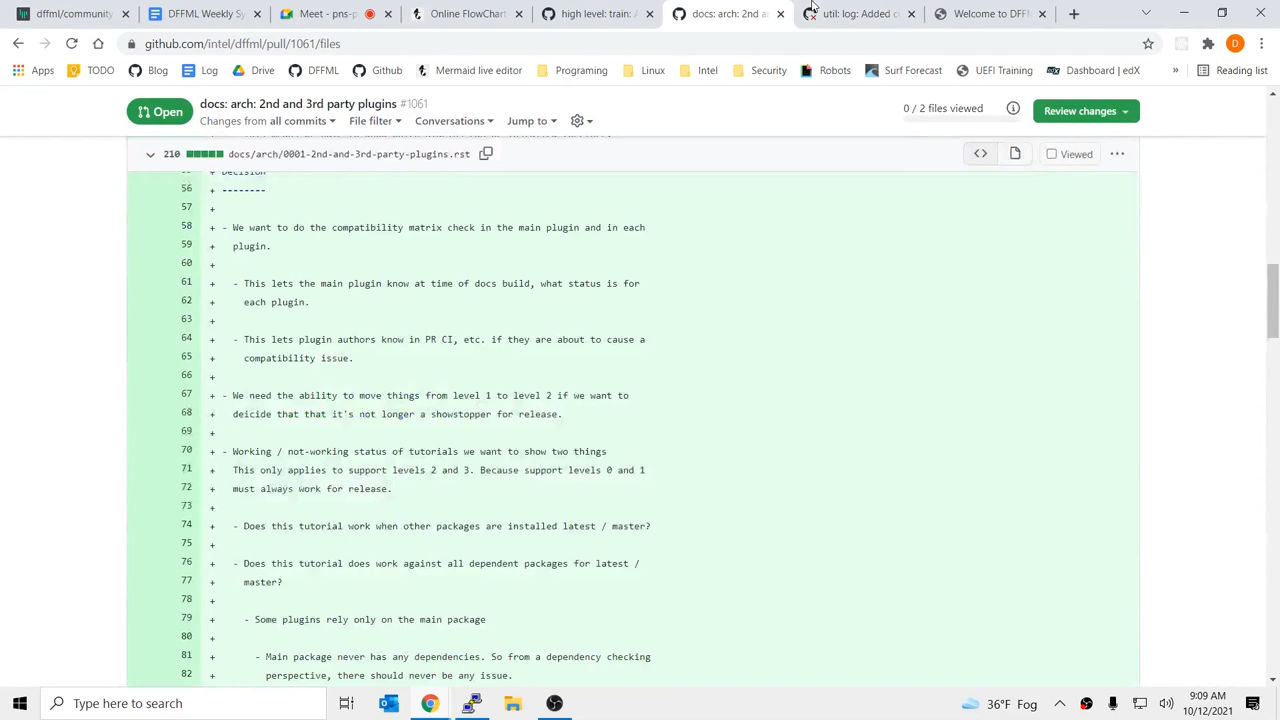 dffml/community
DFFML Weekly Sy
Meet - pns-p
Online FlowChart
high level: train: A
docs: arch: 2nd a
util: log: Added c
Welcome to DFFM
github.com/intel/dffml/pull/1061/files
Apps
TODO
Blog
Log
Drive
DFFML
Github
Mermaid live editor
Programing
Linux
Intel
Security
Robots
Surf Forecast
UEFI Training
Dashboard | edX
»
Reading list
Open
docs: arch: 2nd and 3rd party plugins #1061
Changes from all commits
File filter
Conversations
Jump to
0 / 2 files viewed
Review changes
210
docs/arch/0001-2nd-and-3rd-party-plugins.rst
Viewed
+ Decision
56 + --------
57 +
58 + - We want to do the compatibility matrix check in the main plugin and in each
59 + plugin.
60 +
61 + - This lets the main plugin know at time of docs build, what status is for
62 + each plugin.
63 +
64 + - This lets plugin authors know in PR CI, etc. if they are about to cause a
65 + compatibility issue.
66 +
67 + - We need the ability to move things from level 1 to level 2 if we want to
68 + deicide that that it's not longer a showstopper for release.
69 +
70 + - Working / not-working status of tutorials we want to show two things
71 + This only applies to support levels 2 and 3. Because support levels 0 and 1
72 + must always work for release.
73 +
74 + - Does this tutorial work when other packages are installed latest / master?
75 +
76 + - Does this tutorial does work against all dependent packages for latest /
77 + master?
78 +
79 + - Some plugins rely only on the main package
80 +
81 + - Main package never has any dependencies. So from a dependency checking
82 + perspective, there should never be any issue.
Type here to search
36°F Fog
9:09 AM
10/12/2021